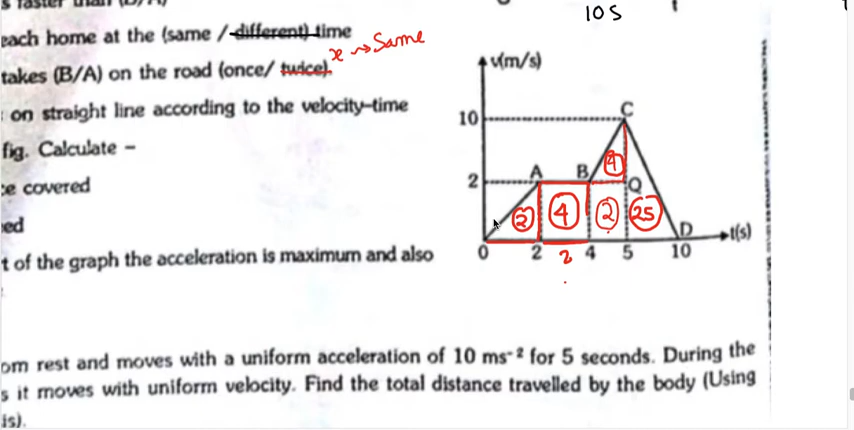 s faster than (B/A)
10 S
t
each home at the (same / different) time
x → Same
takes (B/A) on the road (once/ twice).
on straight line according to the velocity-time
fig. Calculate –
e covered
ed
t of the graph the acceleration is maximum and also
v(m/s)
C
10
4
A B
2 Q
2 4 2 25
D
t(s)
0 2 2 4 5 10
om rest and moves with a uniform acceleration of 10 ms⁻² for 5 seconds. During the
s it moves with uniform velocity. Find the total distance travelled by the body (Using
is).